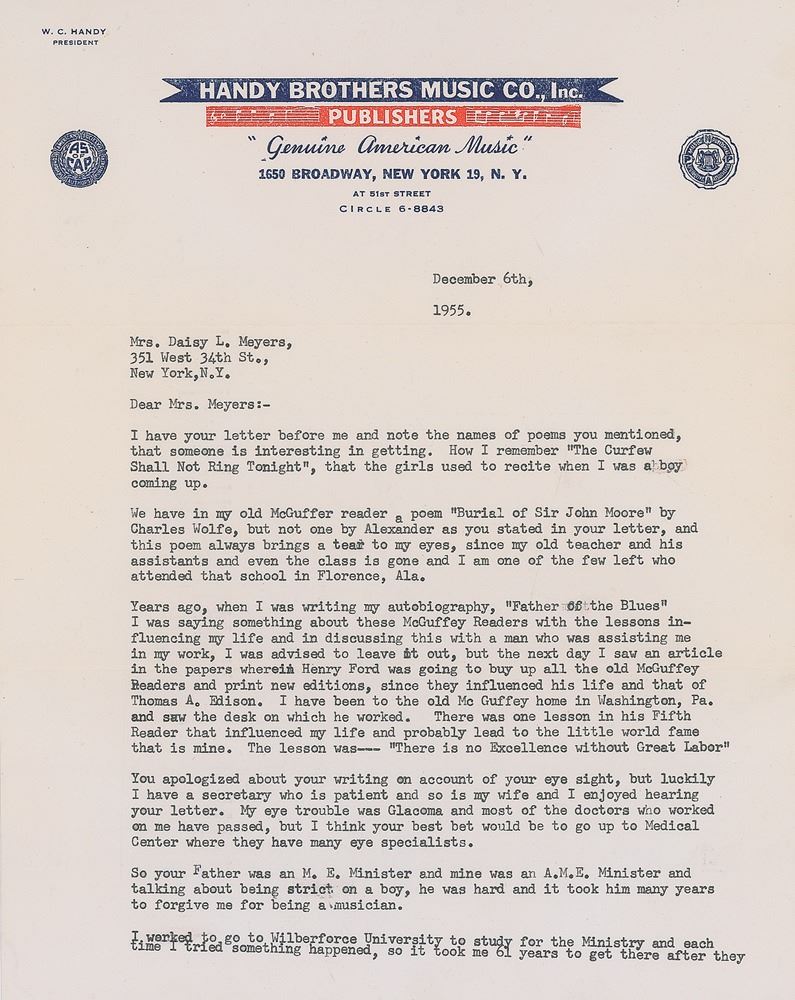 W. C. HANDY
PRESIDENT
HANDY BROTHERS MUSIC CO., Inc.
PUBLISHERS
"Genuine American Music"
1650 BROADWAY, NEW YORK 19, N. Y.
AT 51ST STREET
CIRCLE 6-8843
AS
OF
CAP
AUTHORS
M
P P
A
December 6th,
1955.
Mrs. Daisy L. Meyers,
351 West 34th St.,
New York,N.Y.
Dear Mrs. Meyers:-
I have your letter before me and note the names of poems you mentioned,
that someone is interesting in getting. How I remember "The Curfew
Shall Not Ring Tonight", that the girls used to recite when I was a boy
coming up.
We have in my old McGuffer reader a poem "Burial of Sir John Moore" by
Charles Wolfe, but not one by Alexander as you stated in your letter, and
this poem always brings a tear to my eyes, since my old teacher and his
assistants and even the class is gone and I am one of the few left who
attended that school in Florence, Ala.
Years ago, when I was writing my autobiography, "Father of the Blues"
I was saying something about these McGuffey Readers with the lessons in-
fluencing my life and in discussing this with a man who was assisting me
in my work, I was advised to leave it out, but the next day I saw an article
in the papers wherein Henry Ford was going to buy up all the old McGuffey
Readers and print new editions, since they influenced his life and that of
Thomas A. Edison. I have been to the old Mc Guffey home in Washington, Pa.
and saw the desk on which he worked. There was one lesson in his Fifth
Reader that influenced my life and probably lead to the little world fame
that is mine. The lesson was--- "There is no Excellence without Great Labor"
You apologized about your writing on account of your eye sight, but luckily
I have a secretary who is patient and so is my wife and I enjoyed hearing
your letter. My eye trouble was Glacoma and most of the doctors who worked
on me have passed, but I think your best bet would be to go up to Medical
Center where they have many eye specialists.
So your Father was an M. E. Minister and mine was an A.M.E. Minister and
talking about being strict on a boy, he was hard and it took him many years
to forgive me for being a musician.
I worked to go to Wilberforce University to study for the Ministry and each
time I tried something happened, so it took me 61 years to get there after they